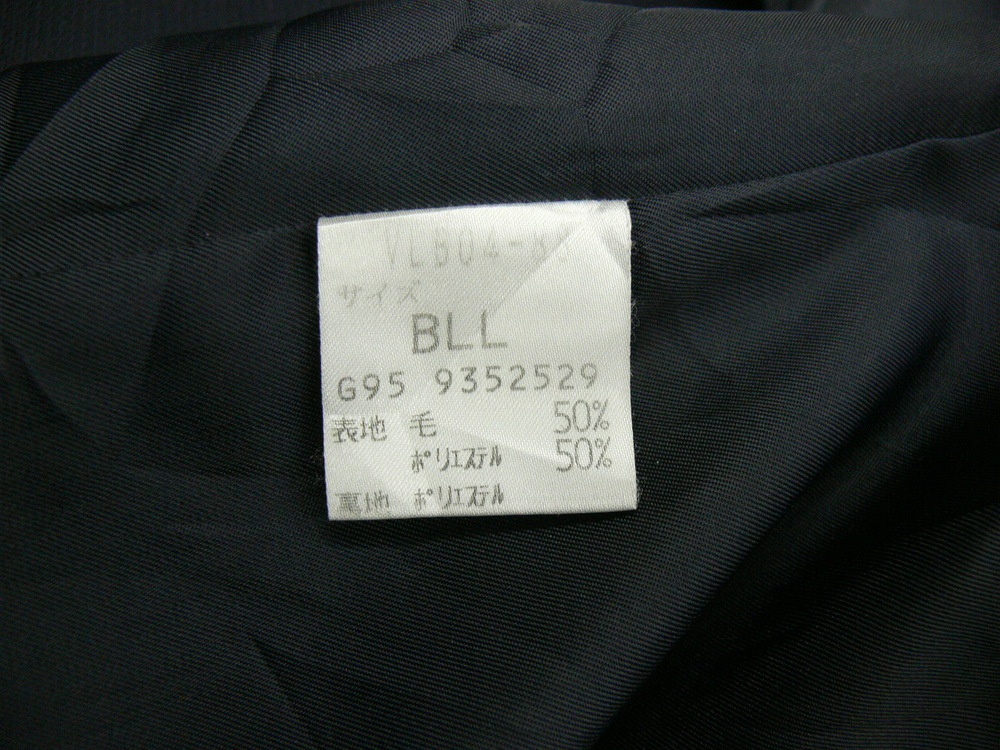 サイズ
BLL
G95 9352529
表地 毛 50%
ポリエステル 50%
裏地 ポリエステル